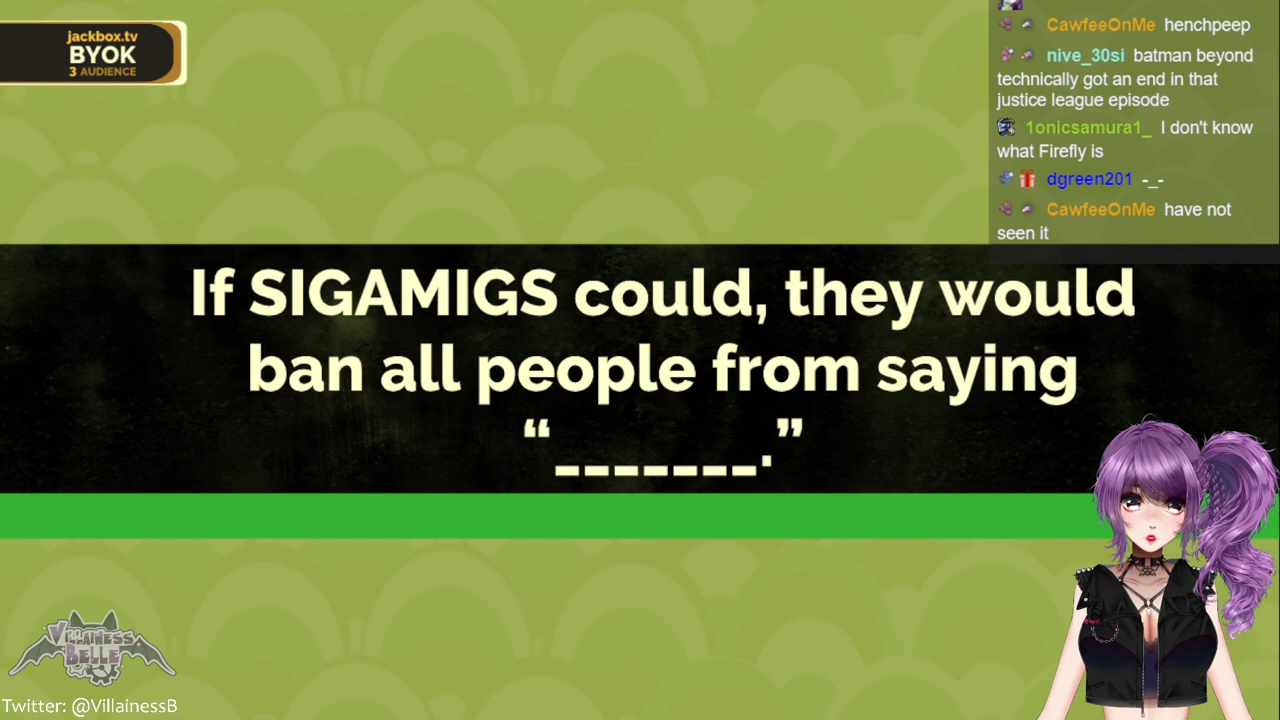 jackbox.tv
BYOK
3 AUDIENCE
CawfeeOnMe henchpeep
nive_30si batman beyond
technically got an end in that
justice league episode
1onicsamura1_ I don't know
what Firefly is
dgreen201 -_-
CawfeeOnMe have not
seen it
If SIGAMIGS could, they would
ban all people from saying
“_______.”
VILLAINESS
BELLE
Twitter: @VillainessB